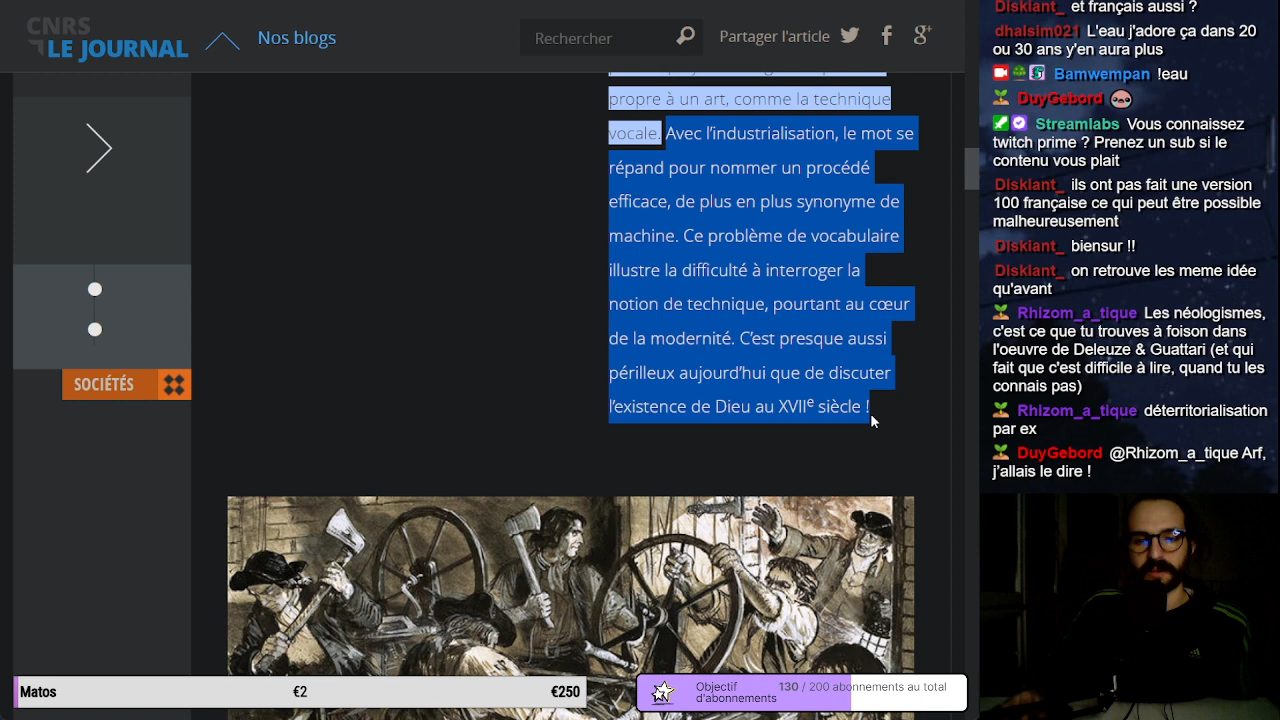 CNRS
LE JOURNAL
Nos blogs
Rechercher
Partager l'article
propre à un art, comme la technique
vocale. Avec l’industrialisation, le mot se
répand pour nommer un procédé
efficace, de plus en plus synonyme de
machine. Ce problème de vocabulaire
illustre la difficulté à interroger la
notion de technique, pourtant au cœur
de la modernité. C’est presque aussi
périlleux aujourd’hui que de discuter
l’existence de Dieu au XVIIe siècle !
SOCIÉTÉS
Matos
€2
€250
Objectif
d'abonnements
130 / 200 abonnements au total
Diskiant_ et français aussi ?
dhalsim021 L'eau j'adore ça dans 20
ou 30 ans y'en aura plus
Bamwempan !eau
DuyGebord
Streamlabs Vous connaissez
twitch prime ? Prenez un sub si le
contenu vous plait
Diskiant_ ils ont pas fait une version
100 française ce qui peut être possible
malheureusement
Diskiant_ biensur !!
Diskiant_ on retrouve les meme idée
qu'avant
Rhizom_a_tique Les néologismes,
c'est ce que tu trouves à foison dans
l'oeuvre de Deleuze & Guattari (et qui
fait que c'est difficile à lire, quand tu les
connais pas)
Rhizom_a_tique déterritorialisation
par ex
DuyGebord @Rhizom_a_tique Arf,
j'allais le dire !